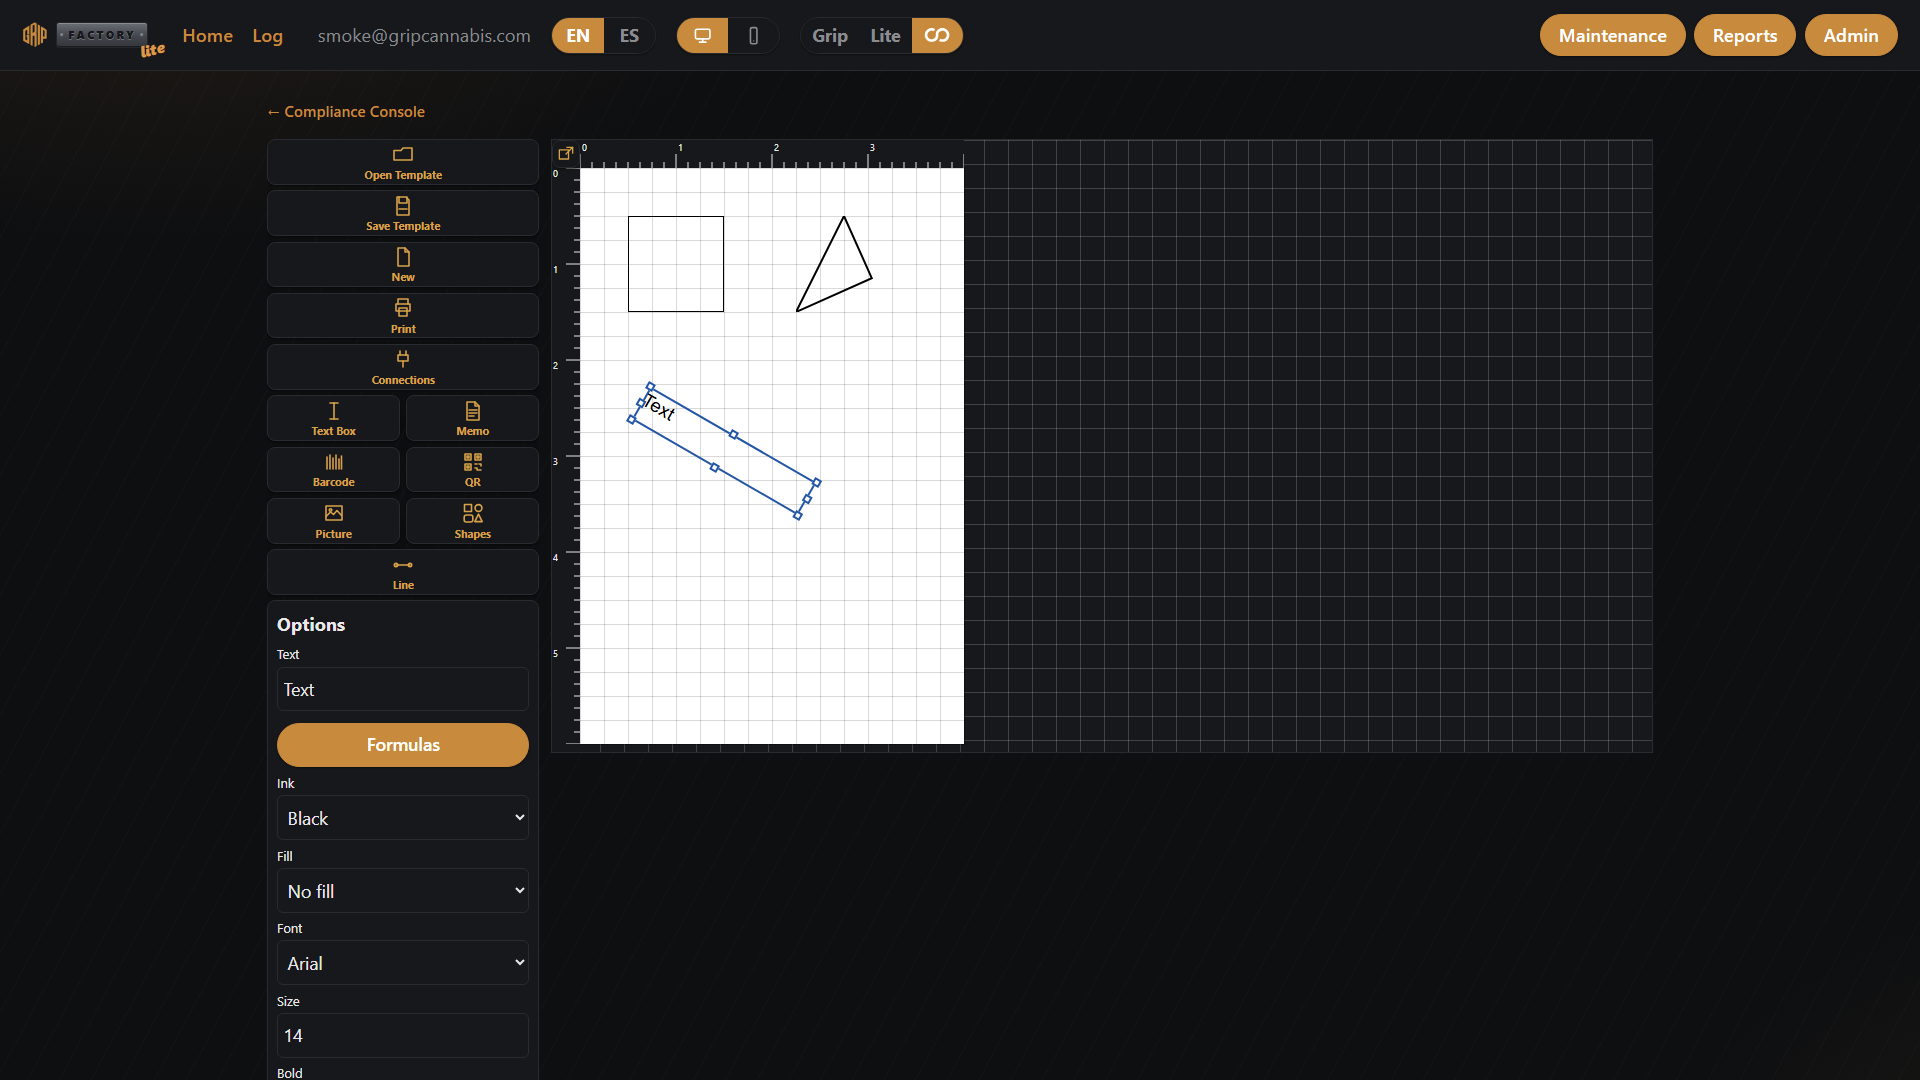 GRIP FACTORY lite
Home
Log
smoke@gripcannabis.com
EN
ES
Grip
Lite
Maintenance
Reports
Admin
← Compliance Console
Open Template
Save Template
New
Print
Connections
Text Box
Memo
Barcode
QR
Picture
Shapes
Line
Options
Text
Text
Formulas
Ink
Black
Fill
No fill
Font
Arial
Size
14
Bold
0
1
2
3
0
1
2
3
4
5
Text